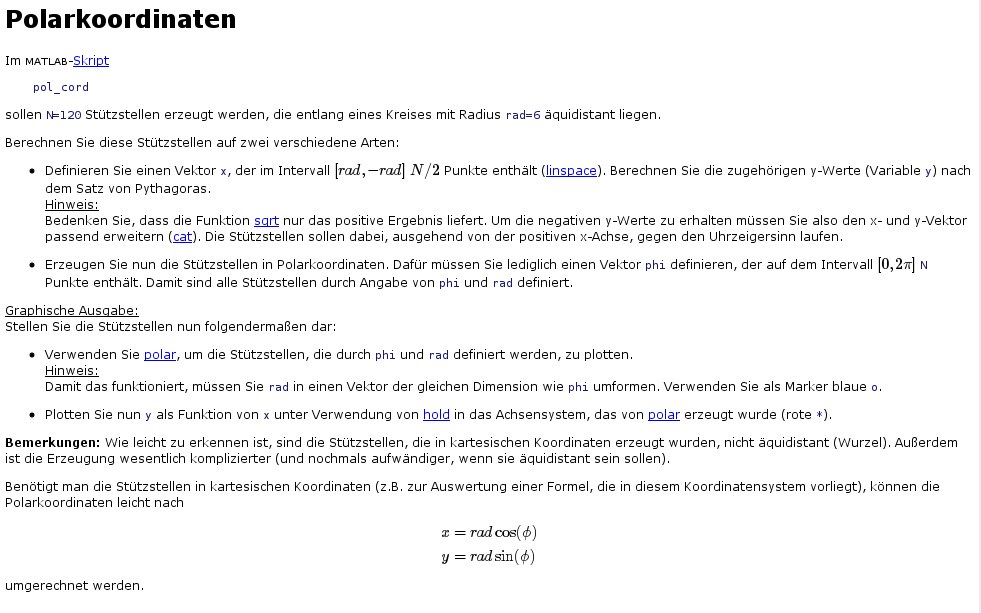 Polarkoordinaten
Im MATLAB-Skript
pol_cord
sollen N=120 Stützstellen erzeugt werden, die entlang eines Kreises mit Radius rad=6 äquidistant liegen.
Berechnen Sie diese Stützstellen auf zwei verschiedene Arten:
• Definieren Sie einen Vektor x, der im Intervall [rad,−rad] N/2 Punkte enthält (linspace). Berechnen Sie die zugehörigen y-Werte (Variable y) nach
dem Satz von Pythagoras.
Hinweis:
Bedenken Sie, dass die Funktion sqrt nur das positive Ergebnis liefert. Um die negativen y-Werte zu erhalten müssen Sie also den x- und y-Vektor
passend erweitern (cat). Die Stützstellen sollen dabei, ausgehend von der positiven x-Achse, gegen den Uhrzeigersinn laufen.
• Erzeugen Sie nun die Stützstellen in Polarkoordinaten. Dafür müssen Sie lediglich einen Vektor phi definieren, der auf dem Intervall [0,2π] N
Punkte enthält. Damit sind alle Stützstellen durch Angabe von phi und rad definiert.
Graphische Ausgabe:
Stellen Sie die Stützstellen nun folgendermaßen dar:
• Verwenden Sie polar, um die Stützstellen, die durch phi und rad definiert werden, zu plotten.
Hinweis:
Damit das funktioniert, müssen Sie rad in einen Vektor der gleichen Dimension wie phi umformen. Verwenden Sie als Marker blaue o.
• Plotten Sie nun y als Funktion von x unter Verwendung von hold in das Achsensystem, das von polar erzeugt wurde (rote *).
Bemerkungen: Wie leicht zu erkennen ist, sind die Stützstellen, die in kartesischen Koordinaten erzeugt wurden, nicht äquidistant (Wurzel). Außerdem
ist die Erzeugung wesentlich komplizierter (und nochmals aufwändiger, wenn sie äquidistant sein sollen).
Benötigt man die Stützstellen in kartesischen Koordinaten (z.B. zur Auswertung einer Formel, die in diesem Koordinatensystem vorliegt), können die
Polarkoordinaten leicht nach
x = rad cos(ϕ)
y = rad sin(ϕ)
umgerechnet werden.